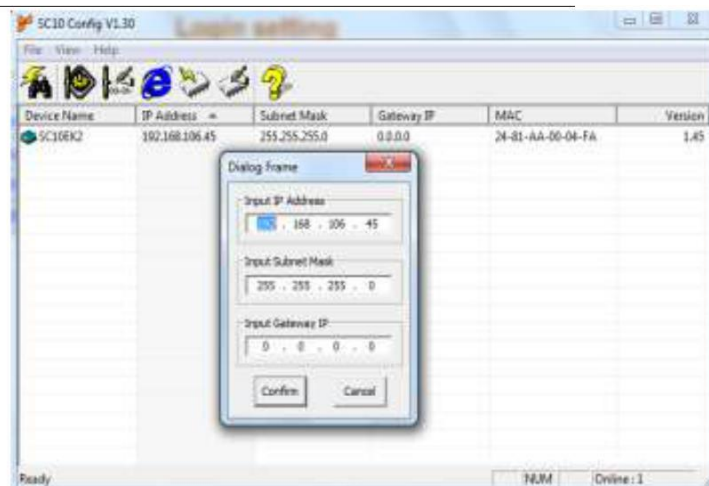 Login setting
SC10 Config V1.30
File View Help
Device Name IP Address Subnet Mask Gateway IP MAC Version
SC10EK2 192.168.106.45 255.255.255.0 0.0.0.0 24-81-AA-00-04-FA 1.45
Dialog Frame
Input IP Address
192 . 168 . 106 . 45
Input Subnet Mask
255 . 255 . 255 . 0
Input Gateway IP
0 . 0 . 0 . 0
Confirm Cancel
Ready NUM Online : 1